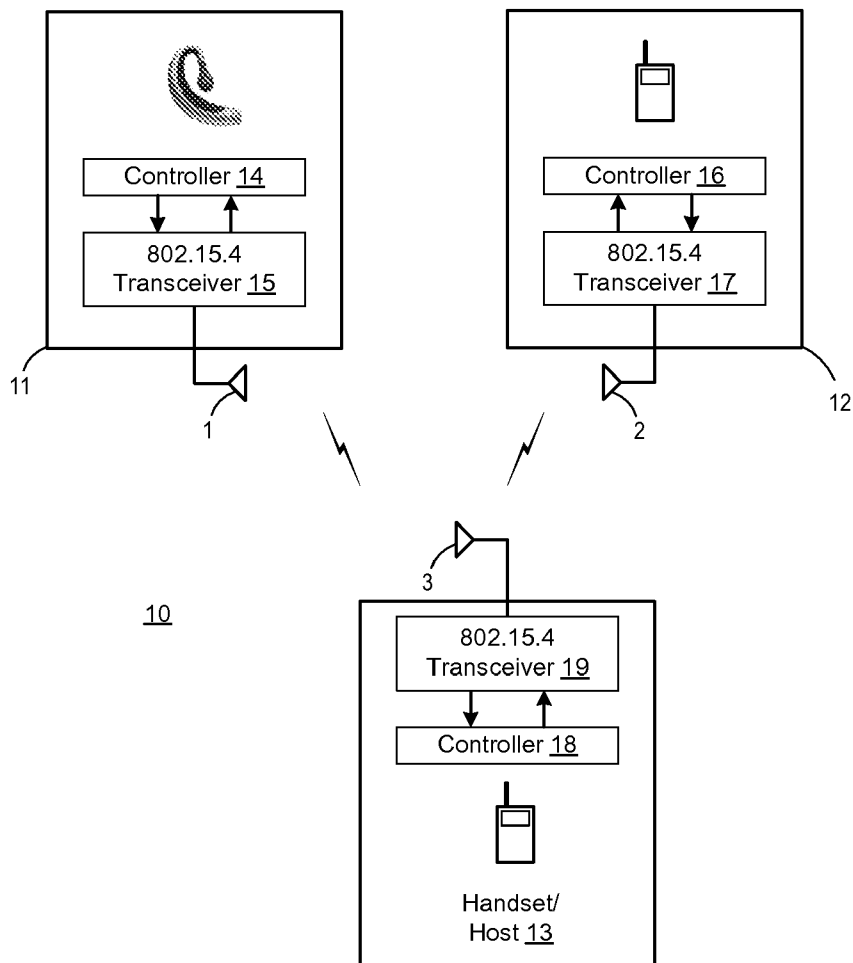 Controller 14
802.15.4
Transceiver 15
11
1
Controller 16
802.15.4
Transceiver 17
2
12
3
10
802.15.4
Transceiver 19
Controller 18
Handset/
Host 13